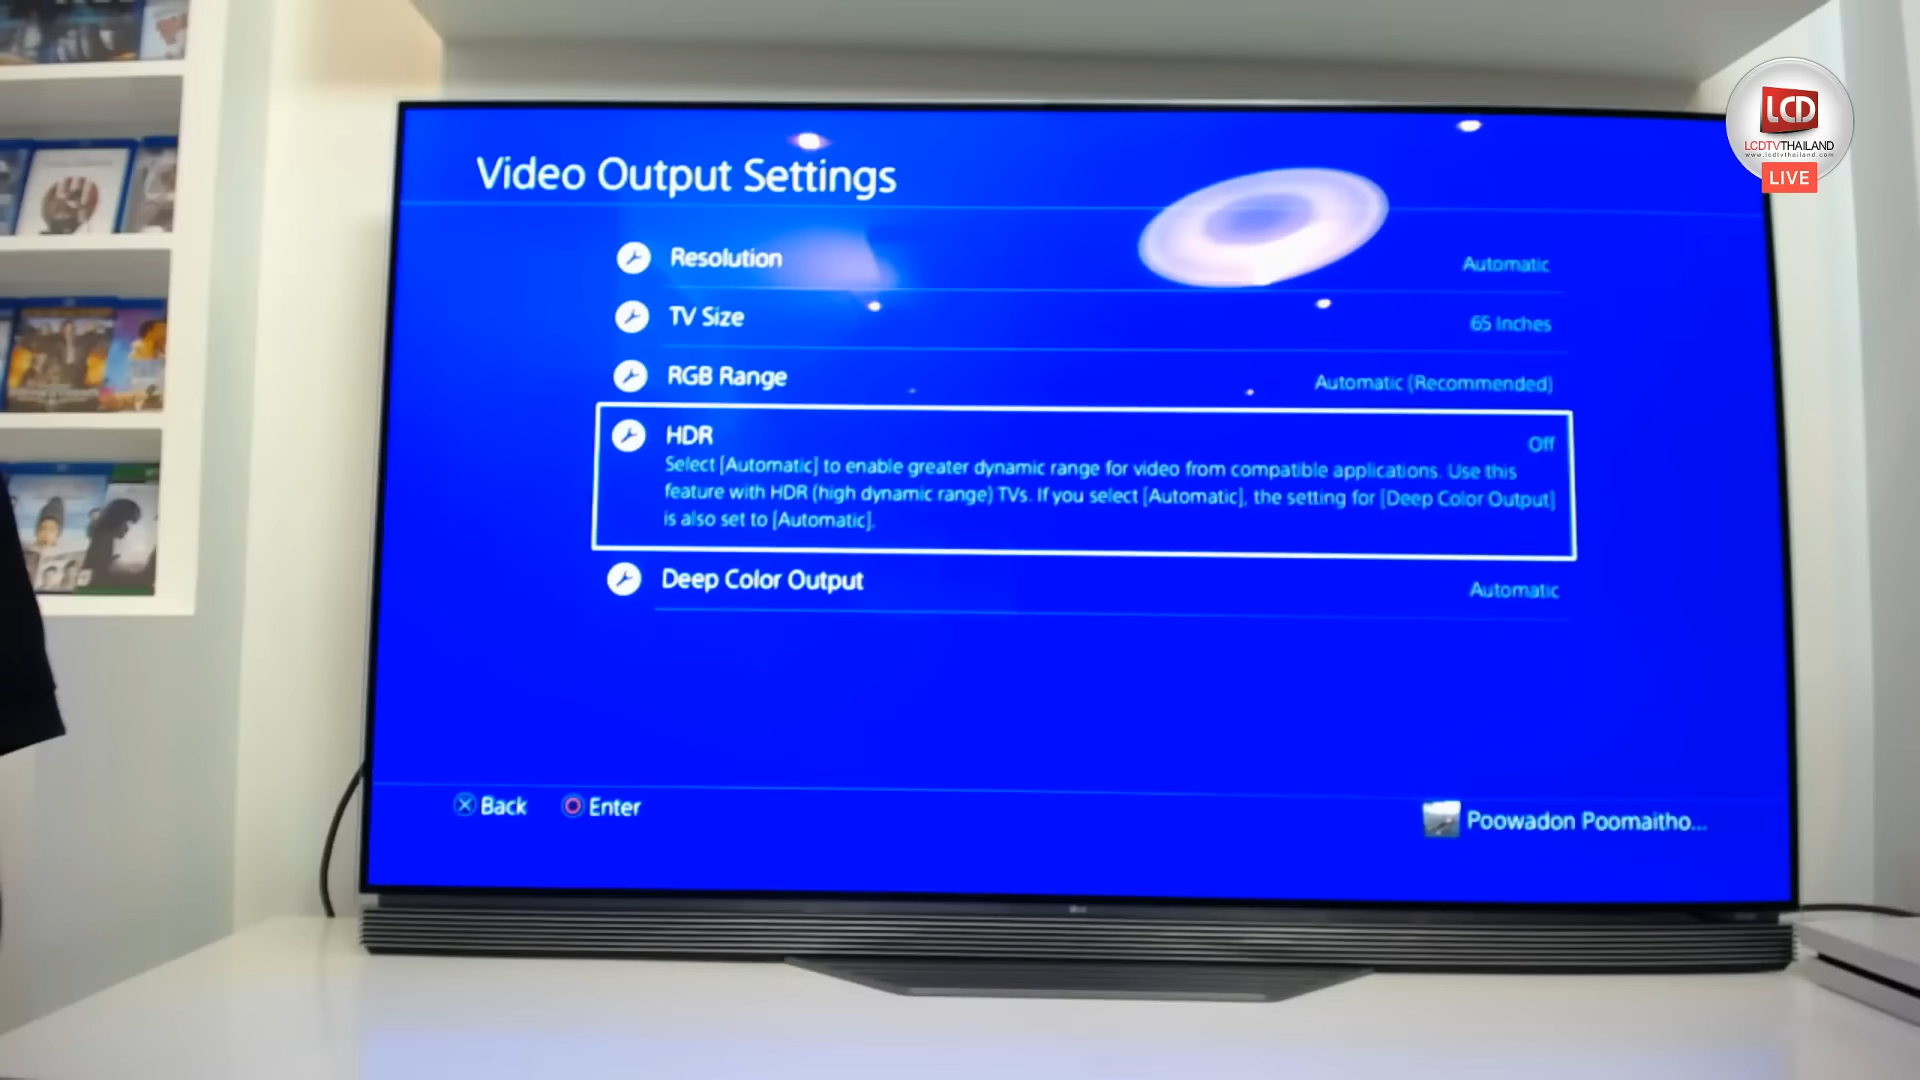 LCD
LCDTVTHAILAND
www.lcdtvthailand.com
LIVE
Video Output Settings
Resolution Automatic
TV Size 65 Inches
RGB Range Automatic (Recommended)
HDR Off
Select [Automatic] to enable greater dynamic range for video from compatible applications. Use this
feature with HDR (high dynamic range) TVs. If you select [Automatic], the setting for [Deep Color Output]
is also set to [Automatic].
Deep Color Output Automatic
Back Enter Poowadon Poomaitho...